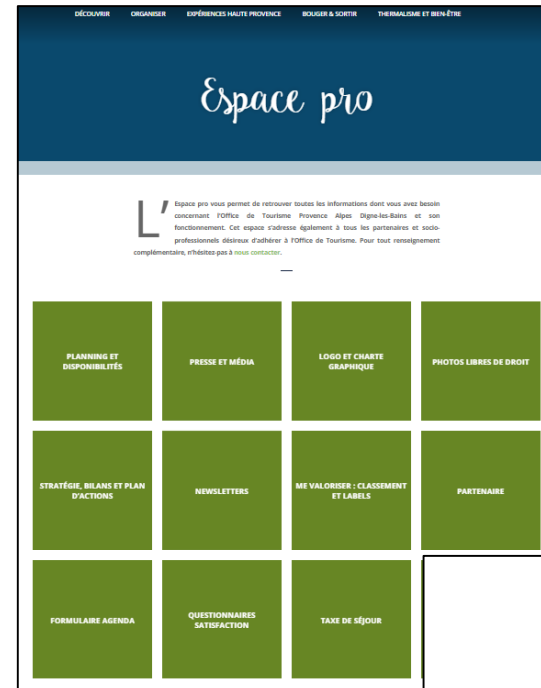 DÉCOUVRIR ORGANISER EXPÉRIENCES HAUTE PROVENCE BOUGER & SORTIR THERMALISME ET BIEN-ÊTRE
Espace pro
L' Espace pro vous permet de retrouver toutes les informations dont vous avez besoin
concernant l'Office de Tourisme Provence Alpes Digne-les-Bains et son
fonctionnement. Cet espace s'adresse également à tous les partenaires et socio-
professionnels désireux d'adhérer à l'Office de Tourisme. Pour tout renseignement
complémentaire, n'hésitez-pas à nous contacter.
PLANNING ET
DISPONIBILITÉS
PRESSE ET MÉDIA
LOGO ET CHARTE
GRAPHIQUE
PHOTOS LIBRES DE DROIT
STRATÉGIE, BILANS ET PLAN
D'ACTIONS
NEWSLETTERS
ME VALORISER : CLASSEMENT
ET LABELS
PARTENAIRE
FORMULAIRE AGENDA
QUESTIONNAIRES
SATISFACTION
TAXE DE SÉJOUR